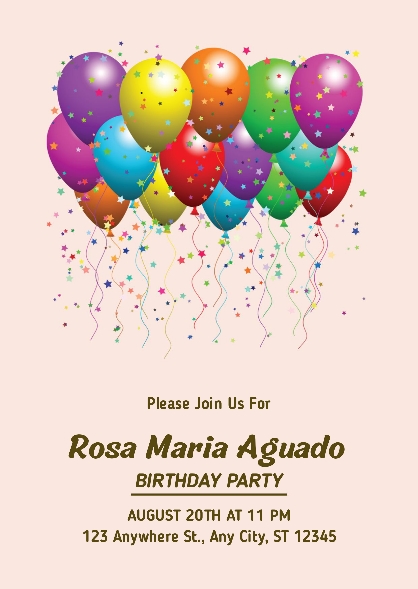 Please Join Us For
Rosa Maria Aguado
BIRTHDAY PARTY
AUGUST 20TH AT 11 PM
123 Anywhere St., Any City, ST 12345